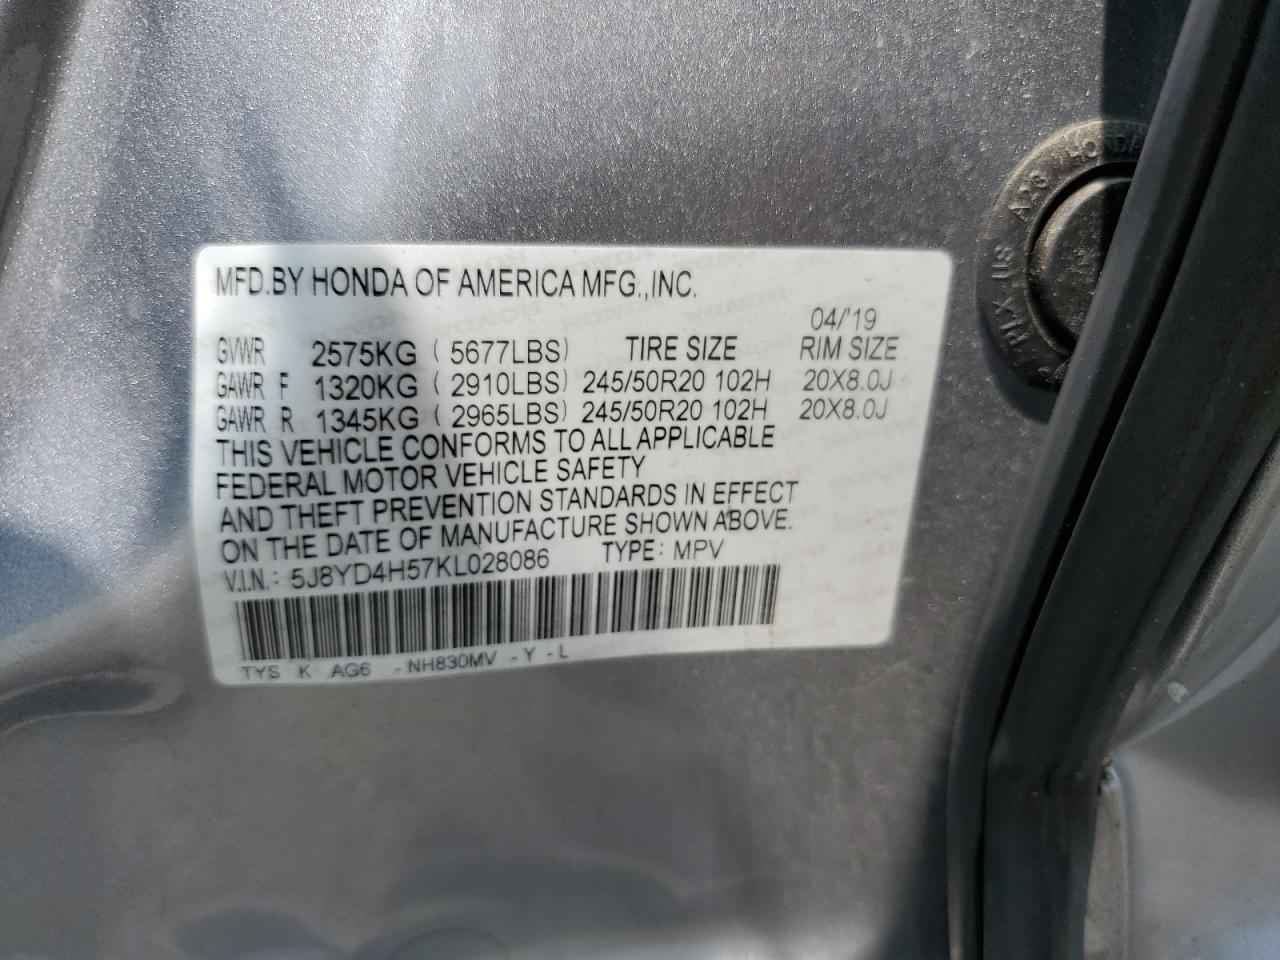 MFD.BY HONDA OF AMERICA MFG.,INC.
04/'19
GVWR 2575KG ( 5677LBS) TIRE SIZE RIM SIZE
GAWR F 1320KG ( 2910LBS) 245/50R20 102H 20X8.0J
GAWR R 1345KG ( 2965LBS) 245/50R20 102H 20X8.0J
THIS VEHICLE CONFORMS TO ALL APPLICABLE
FEDERAL MOTOR VEHICLE SAFETY
AND THEFT PREVENTION STANDARDS IN EFFECT
ON THE DATE OF MANUFACTURE SHOWN ABOVE.
V.I.N.: 5J8YD4H57KL028086 TYPE: MPV
TYS K AG6 -NH830MV -Y -L
A23 HONDA